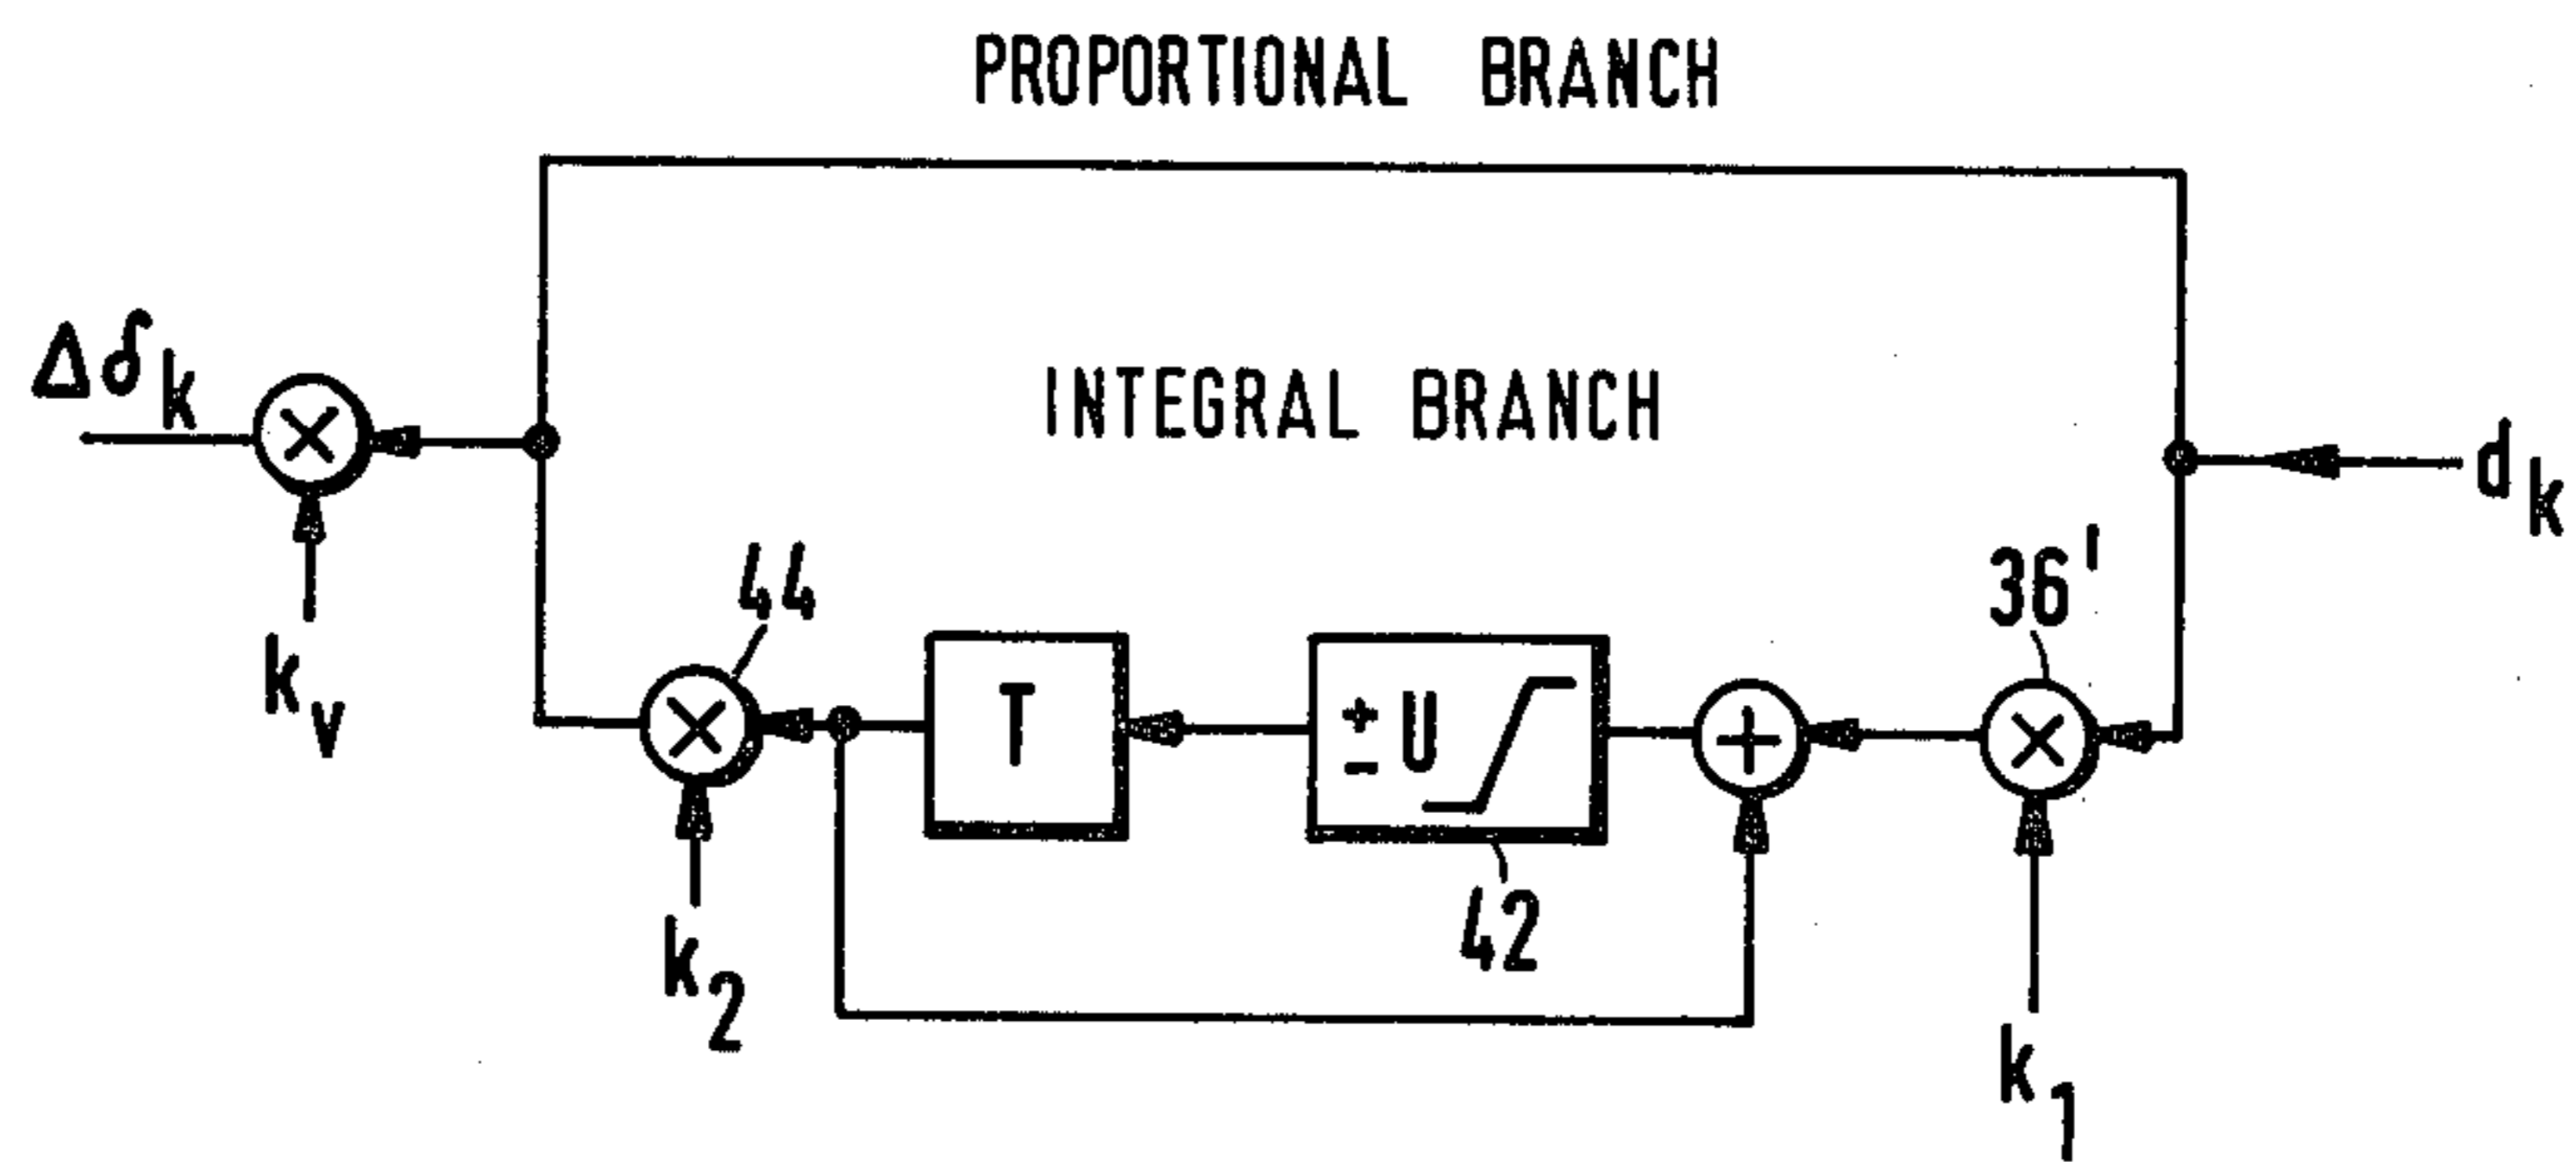 PROPORTIONAL BRANCH
INTEGRAL BRANCH
Δδk
dk
kv
44
36'
T
± U
42
k2
k1